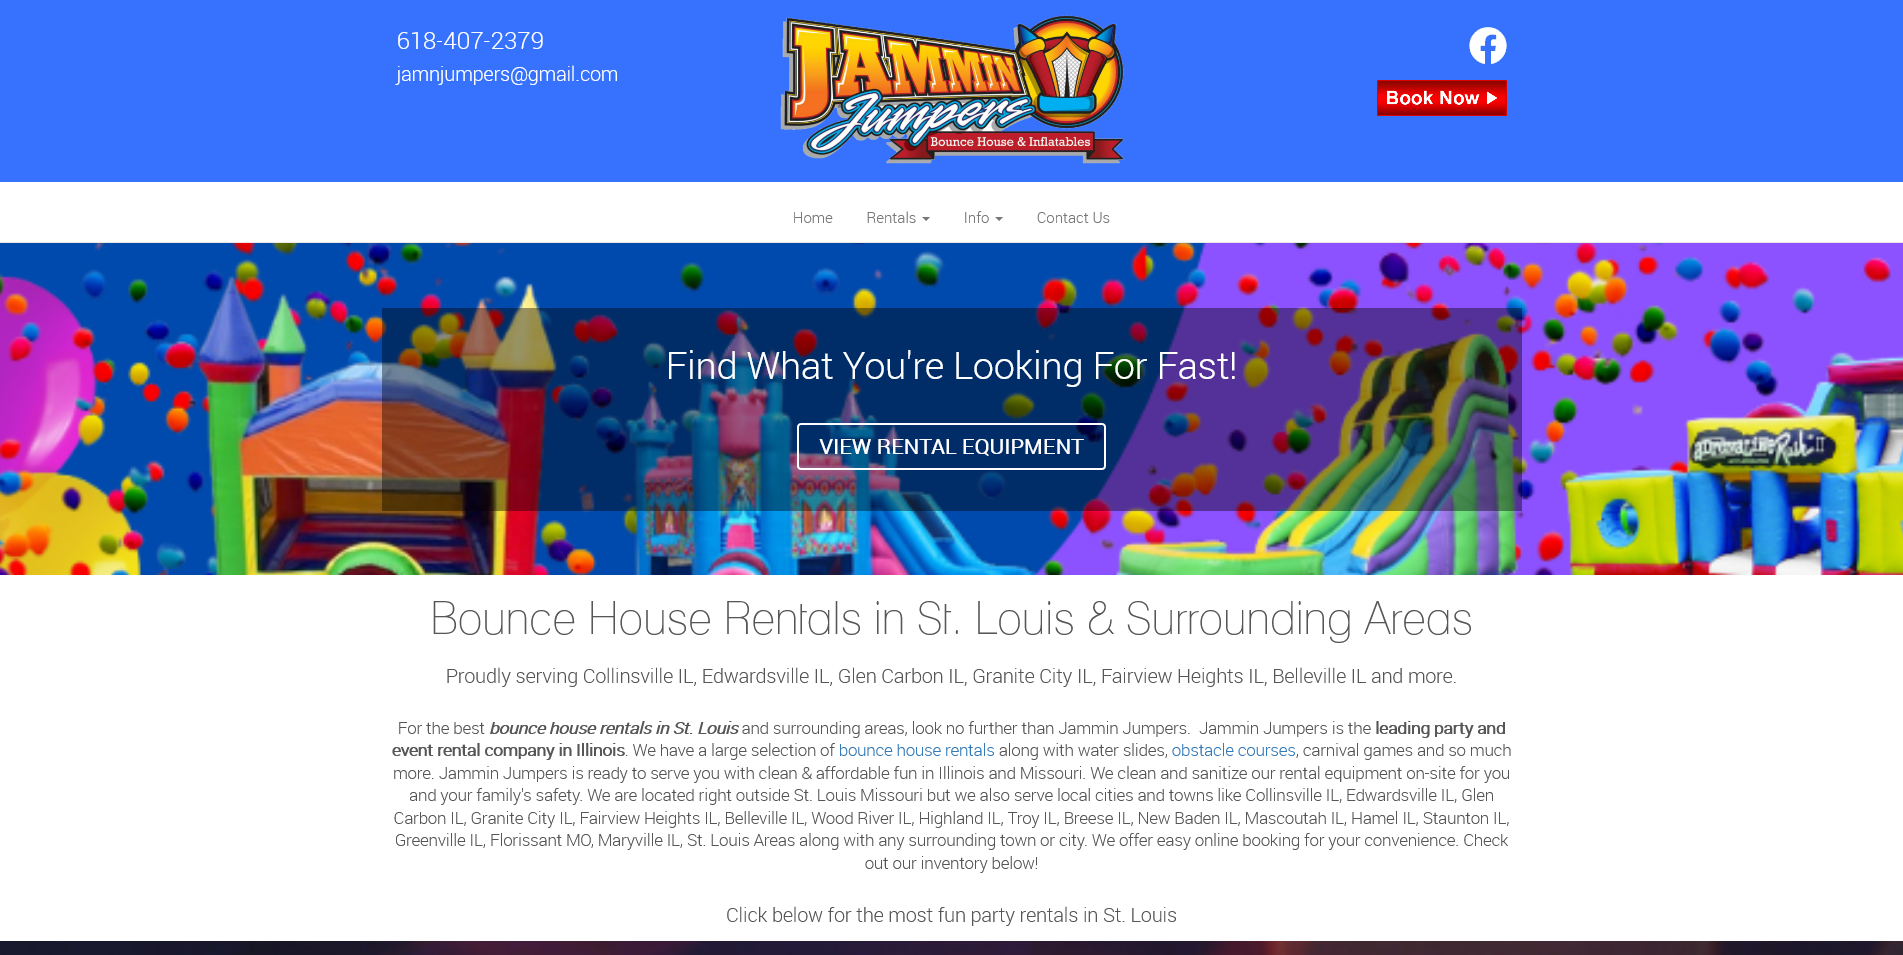 618-407-2379
jamnjumpers@gmail.com
JAMMIN
Jumpers
Bounce House & Inflatables
Book Now
Home Rentals Info Contact Us
Find What You're Looking For Fast!
VIEW RENTAL EQUIPMENT
Bounce House Rentals in St. Louis & Surrounding Areas
Proudly serving Collinsville IL, Edwardsville IL, Glen Carbon IL, Granite City IL, Fairview Heights IL, Belleville IL and more.
For the best bounce house rentals in St. Louis and surrounding areas, look no further than Jammin Jumpers.  Jammin Jumpers is the leading party and
event rental company in Illinois. We have a large selection of bounce house rentals along with water slides, obstacle courses, carnival games and so much
more. Jammin Jumpers is ready to serve you with clean & affordable fun in Illinois and Missouri. We clean and sanitize our rental equipment on-site for you
and your family's safety. We are located right outside St. Louis Missouri but we also serve local cities and towns like Collinsville IL, Edwardsville IL, Glen
Carbon IL, Granite City IL, Fairview Heights IL, Belleville IL, Wood River IL, Highland IL, Troy IL, Breese IL, New Baden IL, Mascoutah IL, Hamel IL, Staunton IL,
Greenville IL, Florissant MO, Maryville IL, St. Louis Areas along with any surrounding town or city. We offer easy online booking for your convenience. Check
out our inventory below!
Click below for the most fun party rentals in St. Louis